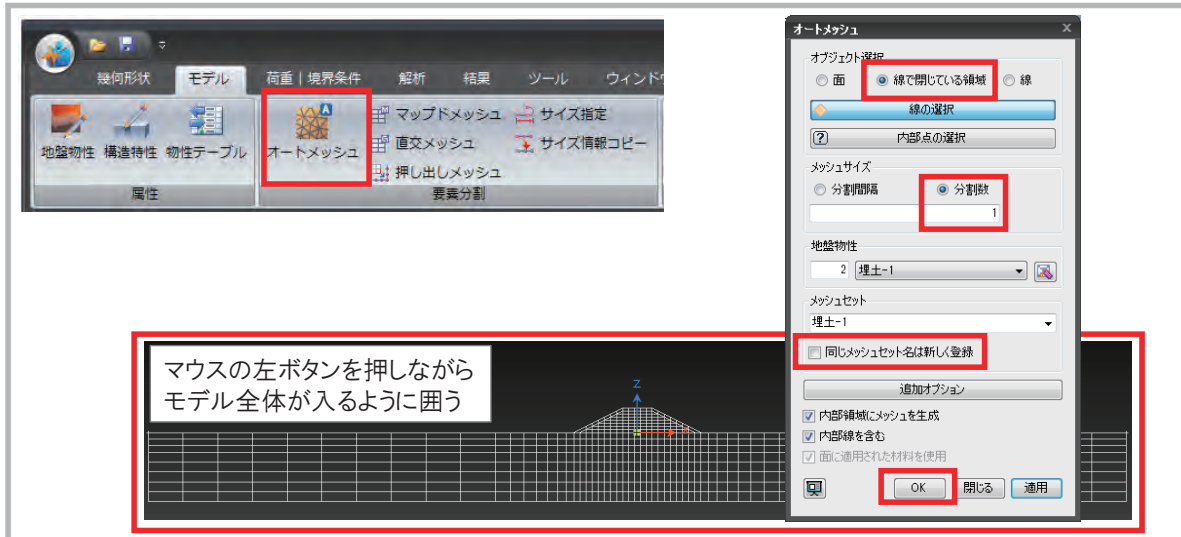 幾何形状 モデル 荷重|境界条件 解析 結果 ツール ウィンド
地盤物性 構造特性 物性テーブル
属性
オートメッシュ
マップドメッシュ
直交メッシュ
押し出しメッシュ
サイズ指定
サイズ情報コピー
要素分割
オートメッシュ x
オブジェクト選択
面 線で閉じている領域 線
線の選択
? 内部点の選択
メッシュサイズ
分割間隔 分割数
1
地盤物性
2 埋土-1
メッシュセット
埋土-1
同じメッシュセット名は新しく登録
追加オプション
内部領域にメッシュを生成
内部線を含む
面に適用された材料を使用
OK 閉じる 適用
マウスの左ボタンを押しながら
モデル全体が入るように囲う
Z